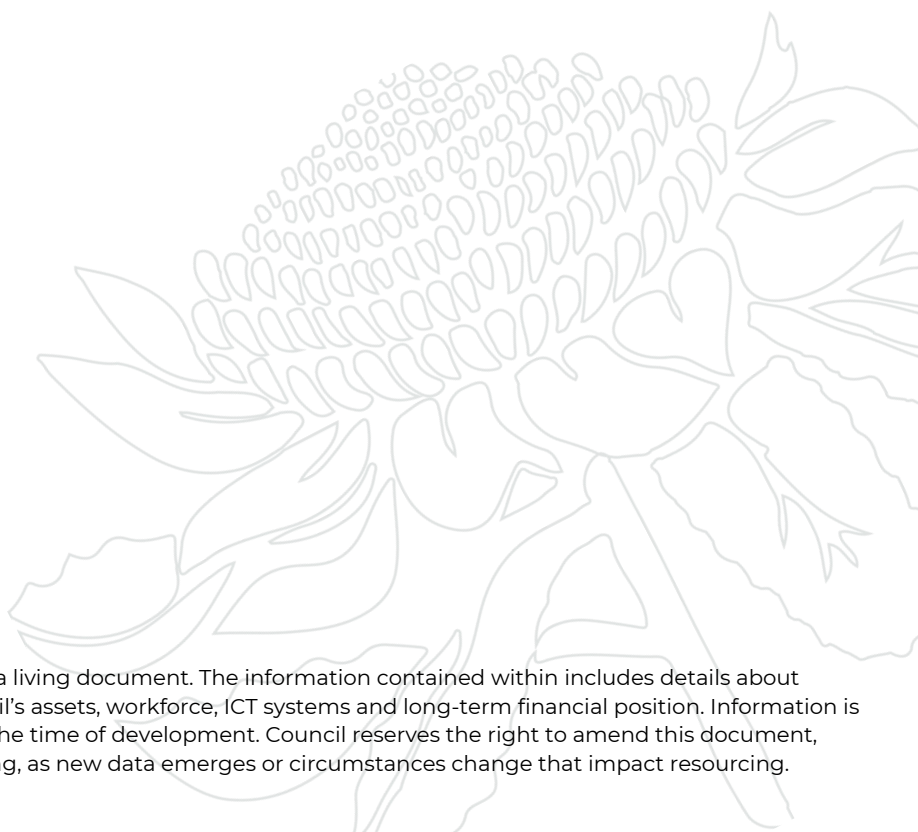 a living document. The information contained within includes details about
il's assets, workforce, ICT systems and long-term financial position. Information is
he time of development. Council reserves the right to amend this document,
g, as new data emerges or circumstances change that impact resourcing.